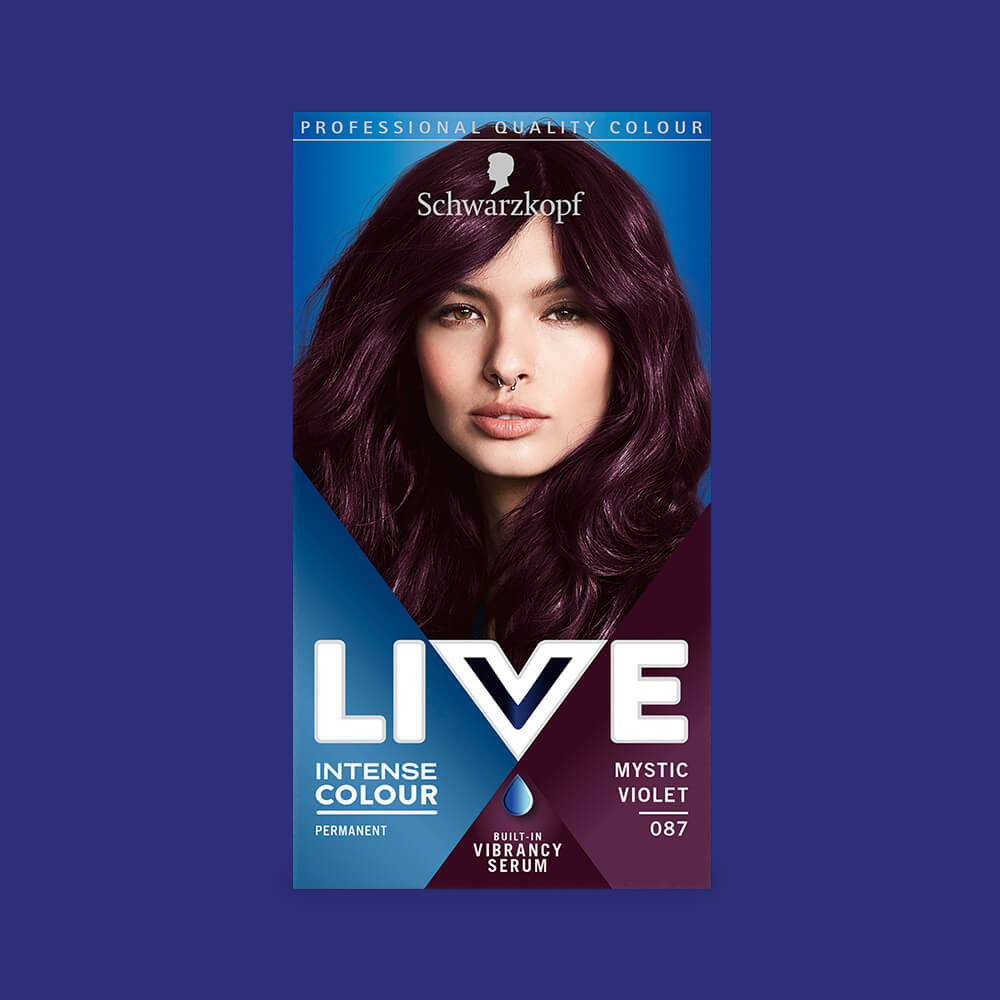 PROFESSIONAL QUALITY COLOUR
Schwarzkopf
LIVE
INTENSE
COLOUR
PERMANENT
BUILT-IN
VIBRANCY
SERUM
MYSTIC
VIOLET
087